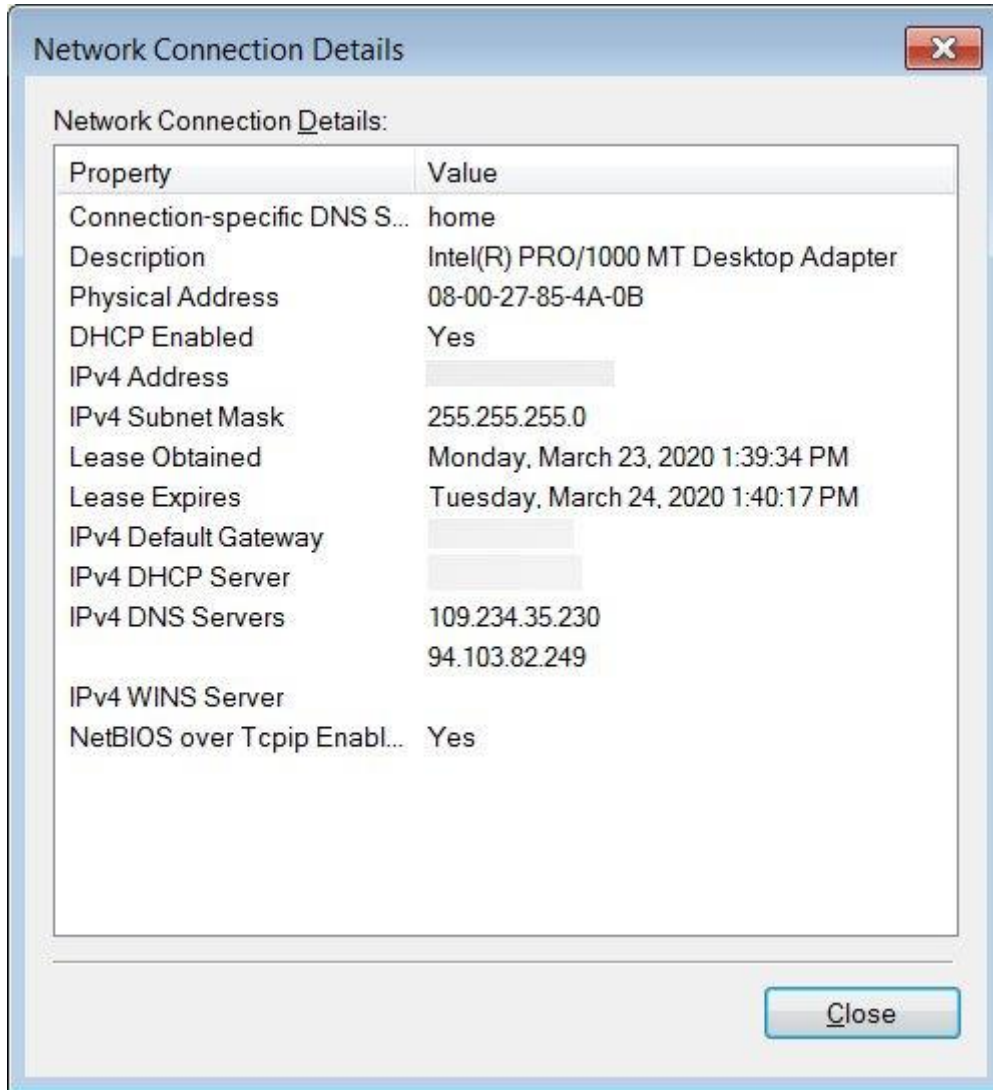 Network Connection Details
Network Connection Details:
Property Value
Connection-specific DNS S... home
Description Intel(R) PRO/1000 MT Desktop Adapter
Physical Address 08-00-27-85-4A-0B
DHCP Enabled Yes
IPv4 Address
IPv4 Subnet Mask 255.255.255.0
Lease Obtained Monday, March 23, 2020 1:39:34 PM
Lease Expires Tuesday, March 24, 2020 1:40:17 PM
IPv4 Default Gateway
IPv4 DHCP Server
IPv4 DNS Servers 109.234.35.230
94.103.82.249
IPv4 WINS Server
NetBIOS over Tcpip Enabl... Yes
Close